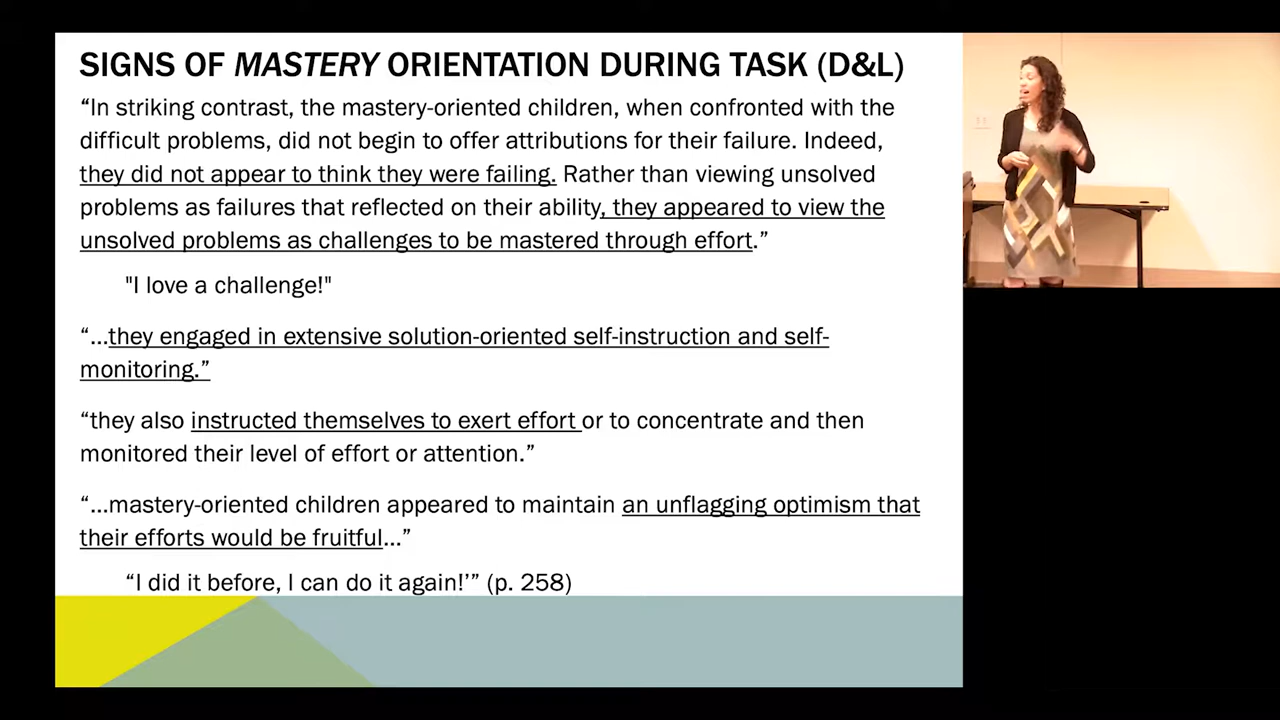 SIGNS OF MASTERY ORIENTATION DURING TASK (D&L)
“In striking contrast, the mastery-oriented children, when confronted with the
difficult problems, did not begin to offer attributions for their failure. Indeed,
they did not appear to think they were failing. Rather than viewing unsolved
problems as failures that reflected on their ability, they appeared to view the
unsolved problems as challenges to be mastered through effort.”
"I love a challenge!"
“…they engaged in extensive solution-oriented self-instruction and self-
monitoring.”
“they also instructed themselves to exert effort or to concentrate and then
monitored their level of effort or attention.”
“…mastery-oriented children appeared to maintain an unflagging optimism that
their efforts would be fruitful…”
“I did it before, I can do it again!’” (p. 258)